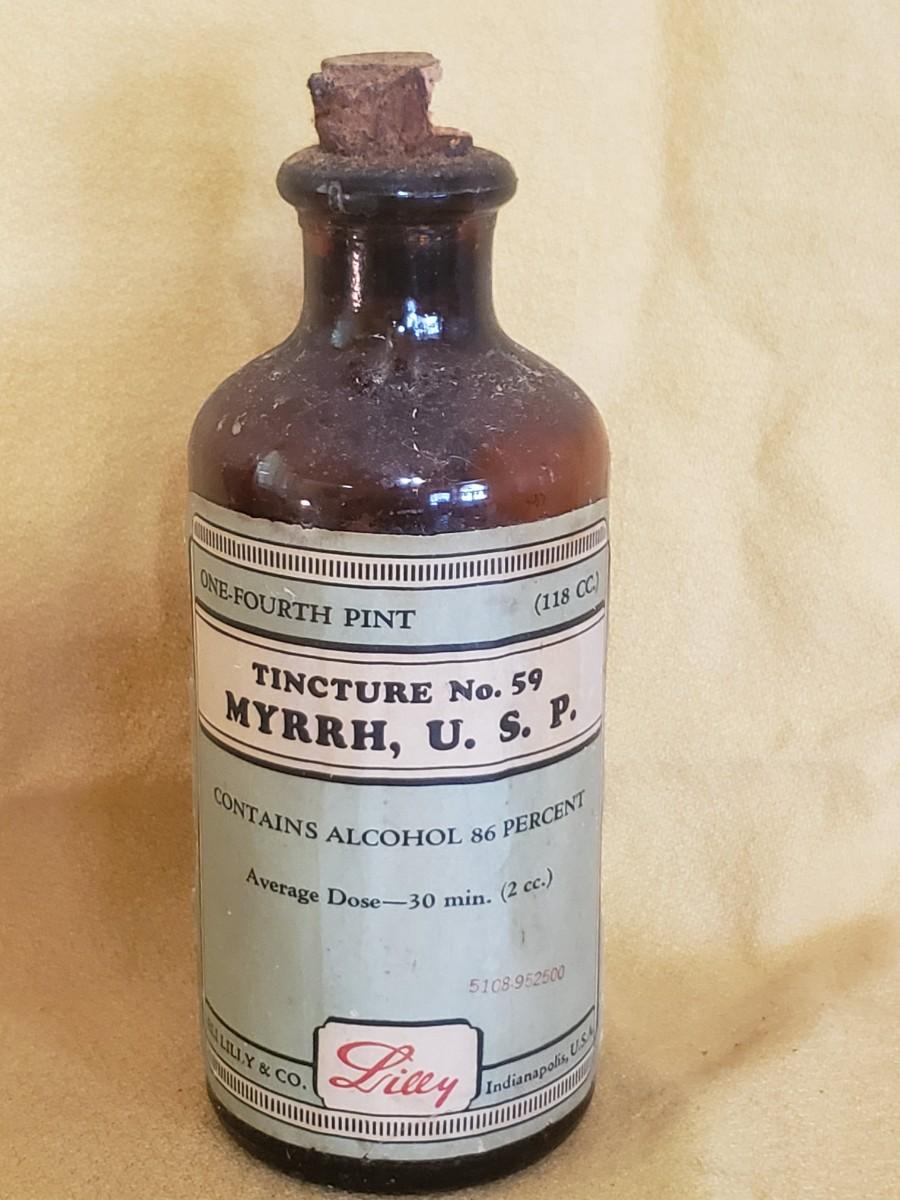 ONE-FOURTH PINT (118 CC.)
TINCTURE No. 59
MYRRH, U. S. P.
CONTAINS ALCOHOL 86 PERCENT
Average Dose—30 min. (2 cc.)
5108-952500
ELI LILLY & CO. Lilly Indianapolis, U.S.A.